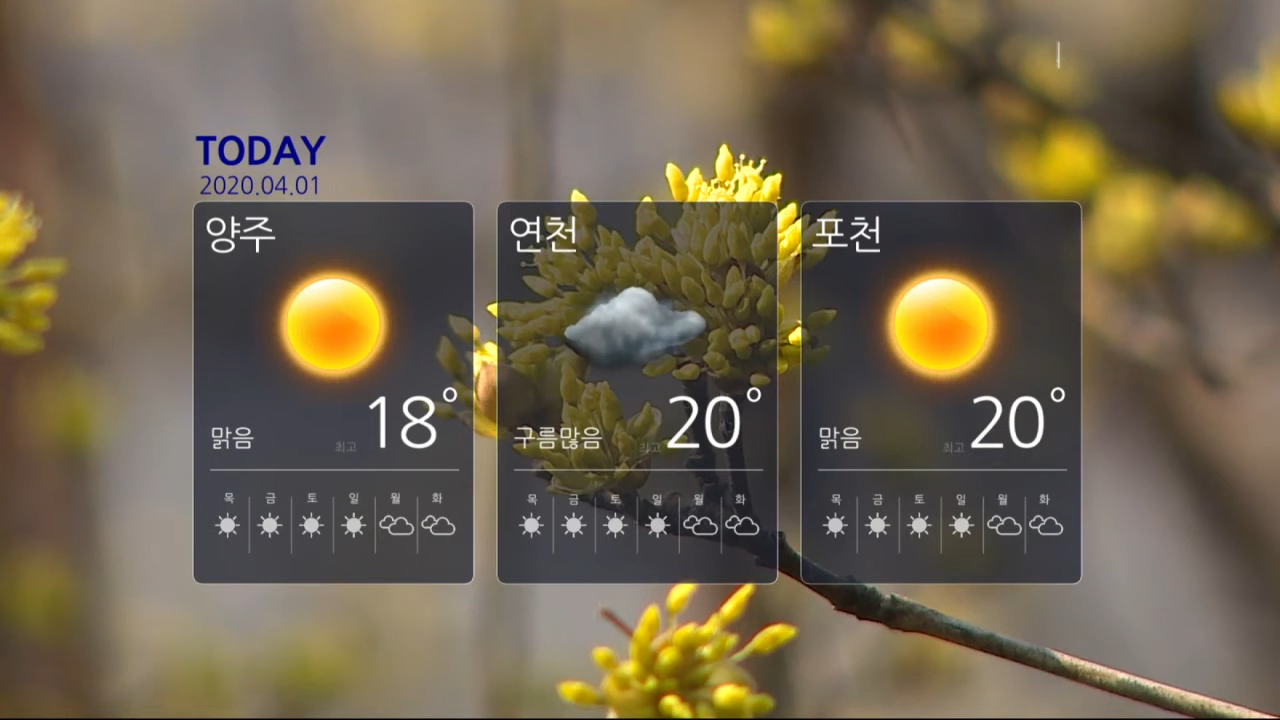 TODAY
2020.04.01
양주
맑음 최고 18°
목 금 토 일 월 화
연천
구름많음 최고 20°
목 금 토 일 월 화
포천
맑음 최고 20°
목 금 토 일 월 화